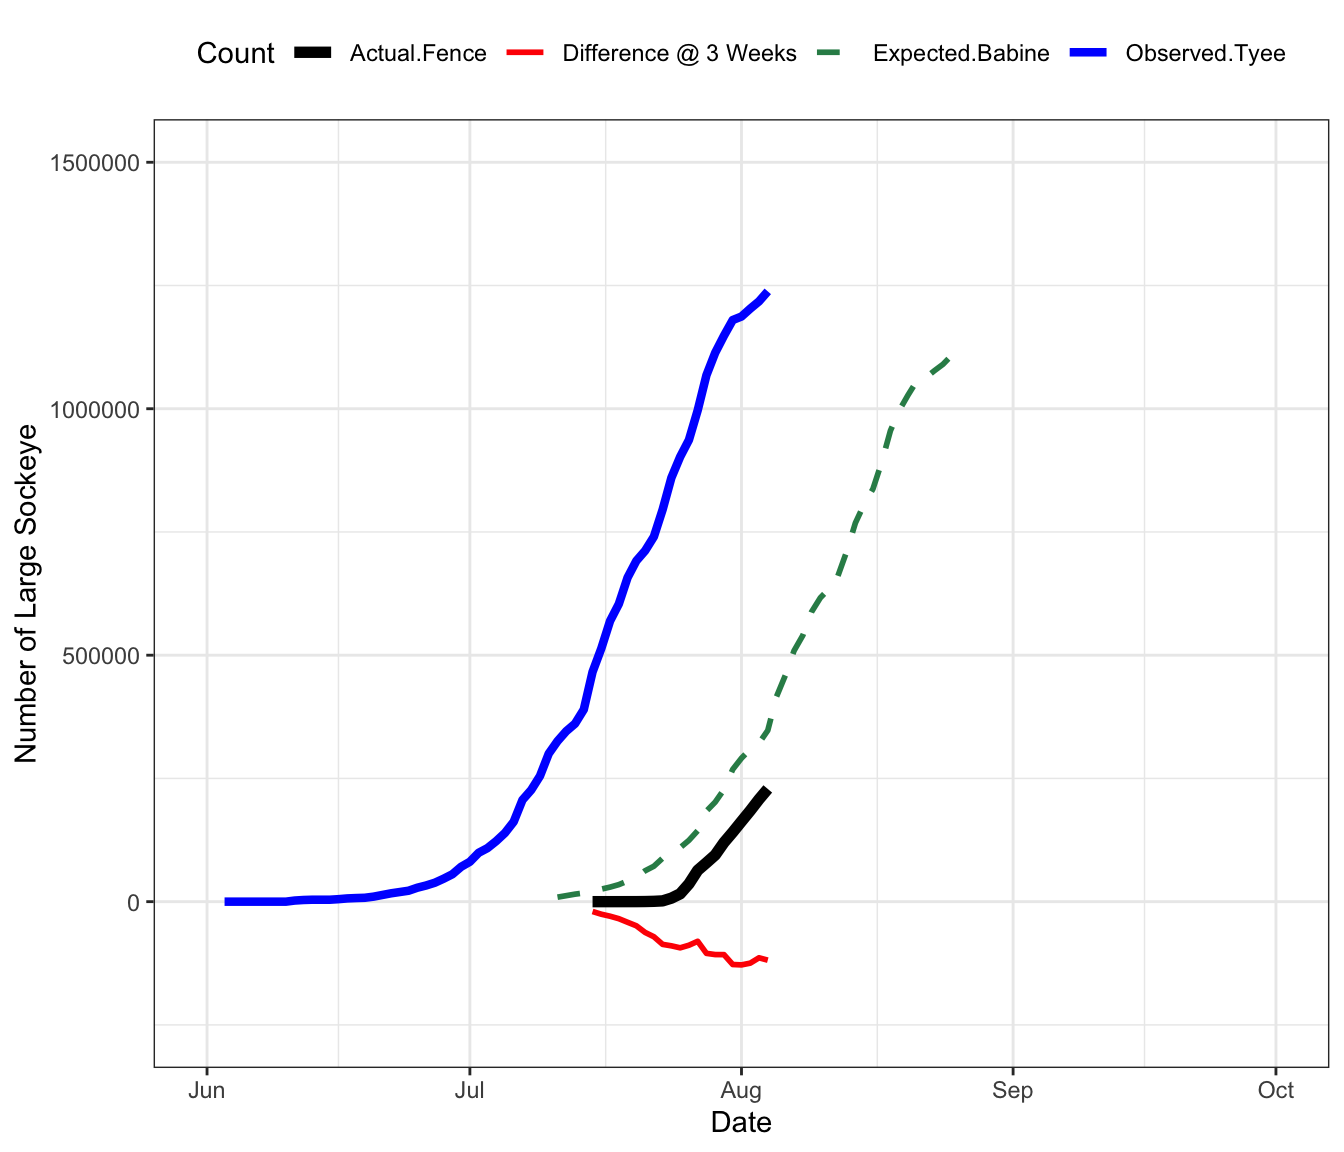 Count Actual.Fence Difference @ 3 Weeks Expected.Babine Observed.Tyee
1500000
1000000
500000
0
Number of Large Sockeye
Jun Jul Aug Sep Oct
Date